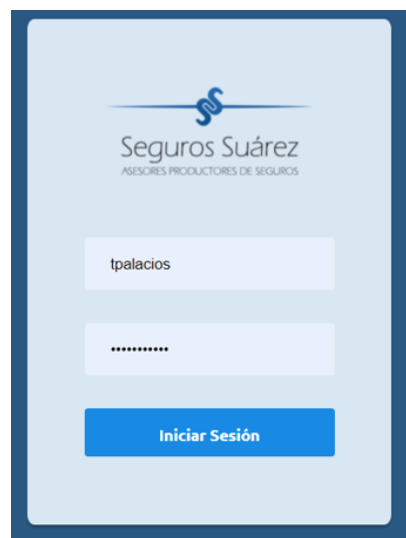 Seguros Suárez
ASESORES PRODUCTORES DE SEGUROS
tpalacios
•••••••••••
Iniciar Sesión